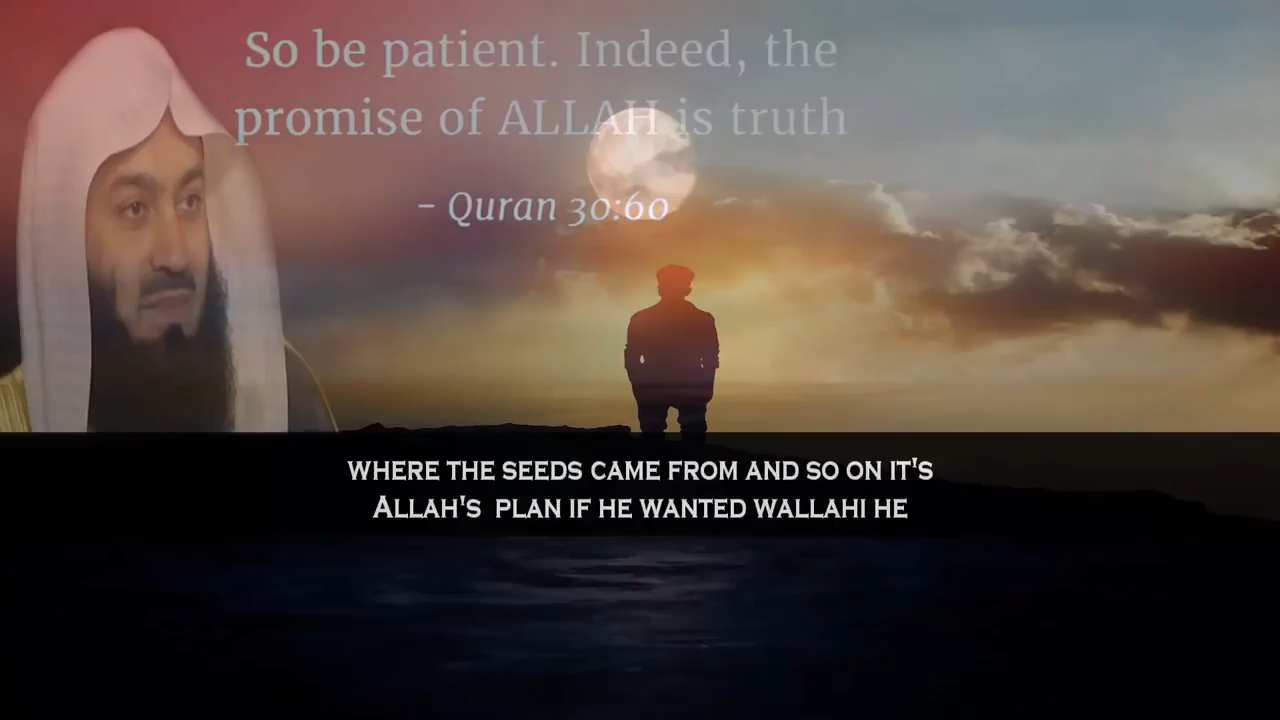 So be patient. Indeed, the
promise of ALLAH is truth
- Quran 30:60
WHERE THE SEEDS CAME FROM AND SO ON IT'S
ALLAH'S PLAN IF HE WANTED WALLAHI HE